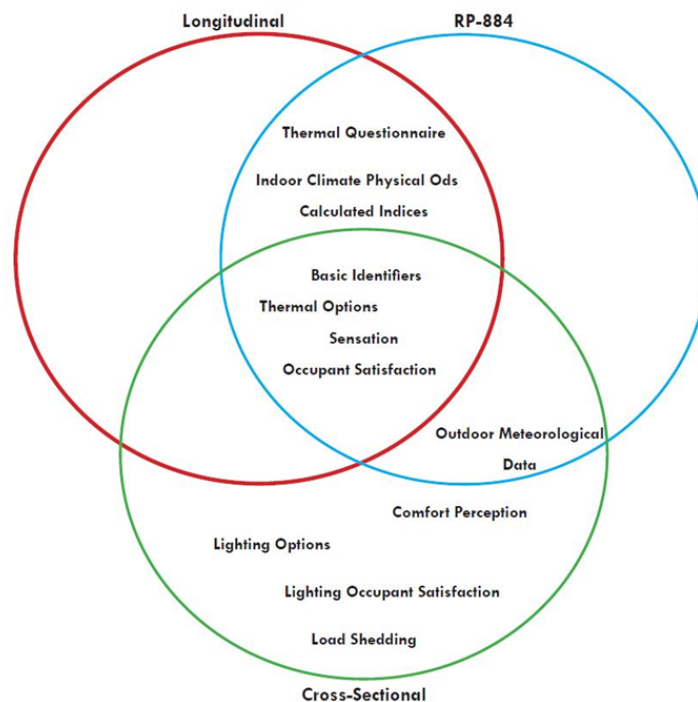 Longitudinal
RP-884
Thermal Questionnaire
Indoor Climate Physical Ods
Calculated Indices
Basic Identifiers
Thermal Options
Sensation
Occupant Satisfaction
Outdoor Meteorological
Data
Comfort Perception
Lighting Options
Lighting Occupant Satisfaction
Load Shedding
Cross-Sectional